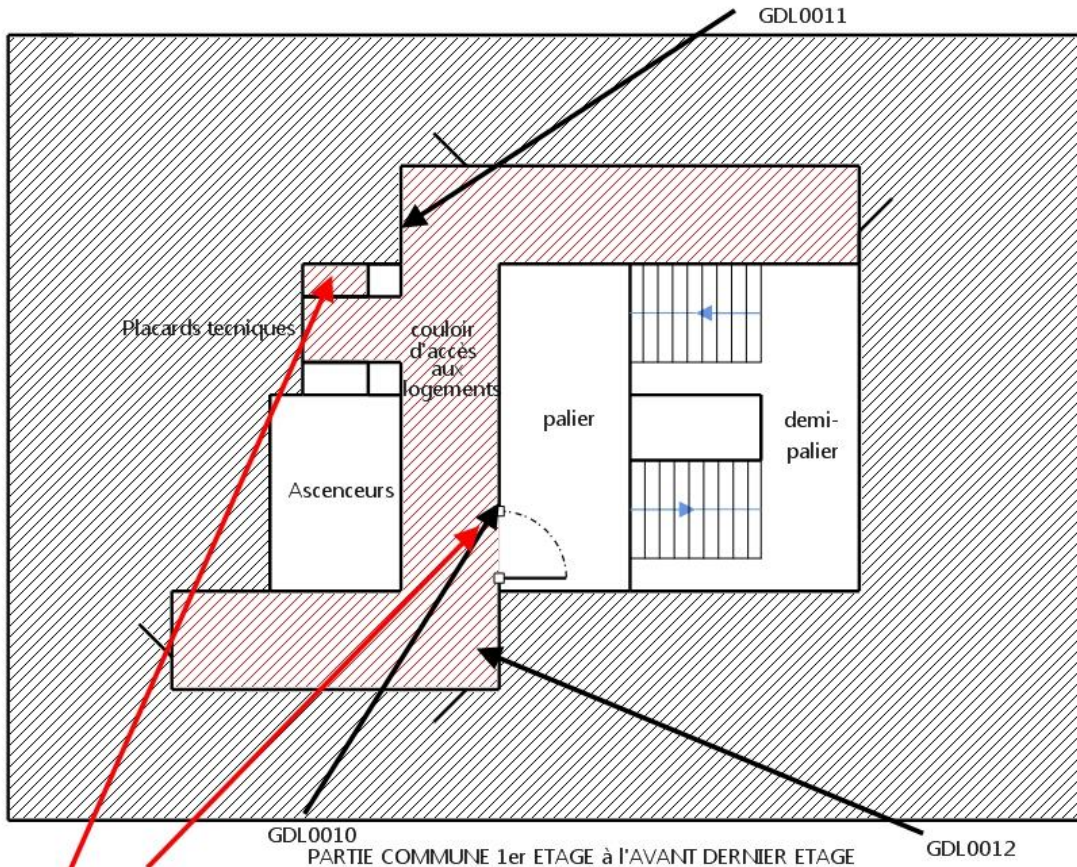 GDL0011
Placards tecniques
couloir
d'accès
aux
logements
palier
demi-
palier
Ascenceurs
GDL0010
GDL0012
PARTIE COMMUNE 1er ETAGE à l'AVANT DERNIER ETAGE